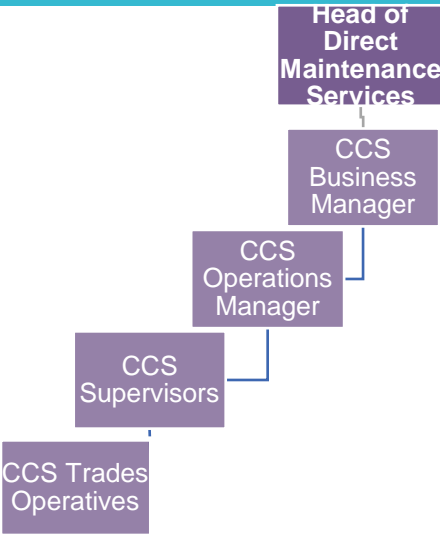 Head of
Direct
Maintenance
Services
CCS
Business
Manager
CCS
Operations
Manager
CCS
Supervisors
CCS Trades
Operatives